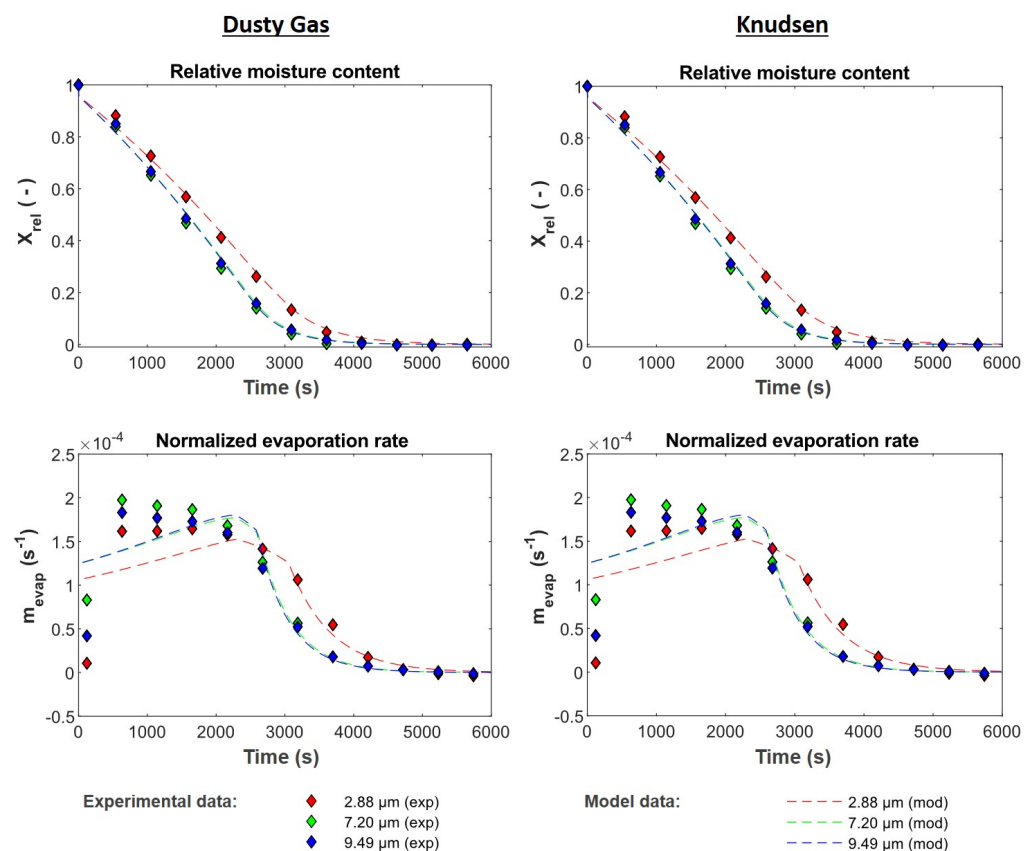 Dusty Gas
Knudsen
Relative moisture content
Relative moisture content
1
0.8
0.6
0.4
0.2
0
X_rel (-)
0 1000 2000 3000 4000 5000 6000
Time (s)
1
0.8
0.6
0.4
0.2
0
X_rel (-)
0 1000 2000 3000 4000 5000 6000
Time (s)
×10⁻⁴ Normalized evaporation rate
2.5
2
1.5
1
0.5
0
-0.5
m_evap (s⁻¹)
0 1000 2000 3000 4000 5000 6000
Time (s)
×10⁻⁴ Normalized evaporation rate
2.5
2
1.5
1
0.5
0
-0.5
m_evap (s⁻¹)
0 1000 2000 3000 4000 5000 6000
Time (s)
Experimental data:
2.88 µm (exp)
7.20 µm (exp)
9.49 µm (exp)
Model data:
2.88 µm (mod)
7.20 µm (mod)
9.49 µm (mod)